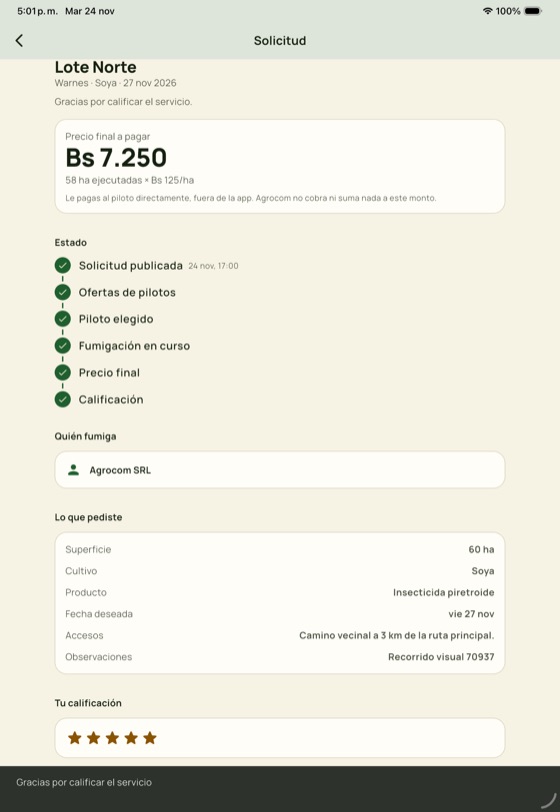 5:01 p. m. Mar 24 nov
100%
Solicitud
Lote Norte
Warnes · Soya · 27 nov 2026
Gracias por calificar el servicio.
Precio final a pagar
Bs 7.250
58 ha ejecutadas × Bs 125/ha
Le pagas al piloto directamente, fuera de la app. Agrocom no cobra ni suma nada a este monto.
Estado
Solicitud publicada 24 nov, 17:00
Ofertas de pilotos
Piloto elegido
Fumigación en curso
Precio final
Calificación
Quién fumiga
Agrocom SRL
Lo que pediste
Superficie 60 ha
Cultivo Soya
Producto Insecticida piretroide
Fecha deseada vie 27 nov
Accesos Camino vecinal a 3 km de la ruta principal.
Observaciones Recorrido visual 70937
Tu calificación
Gracias por calificar el servicio